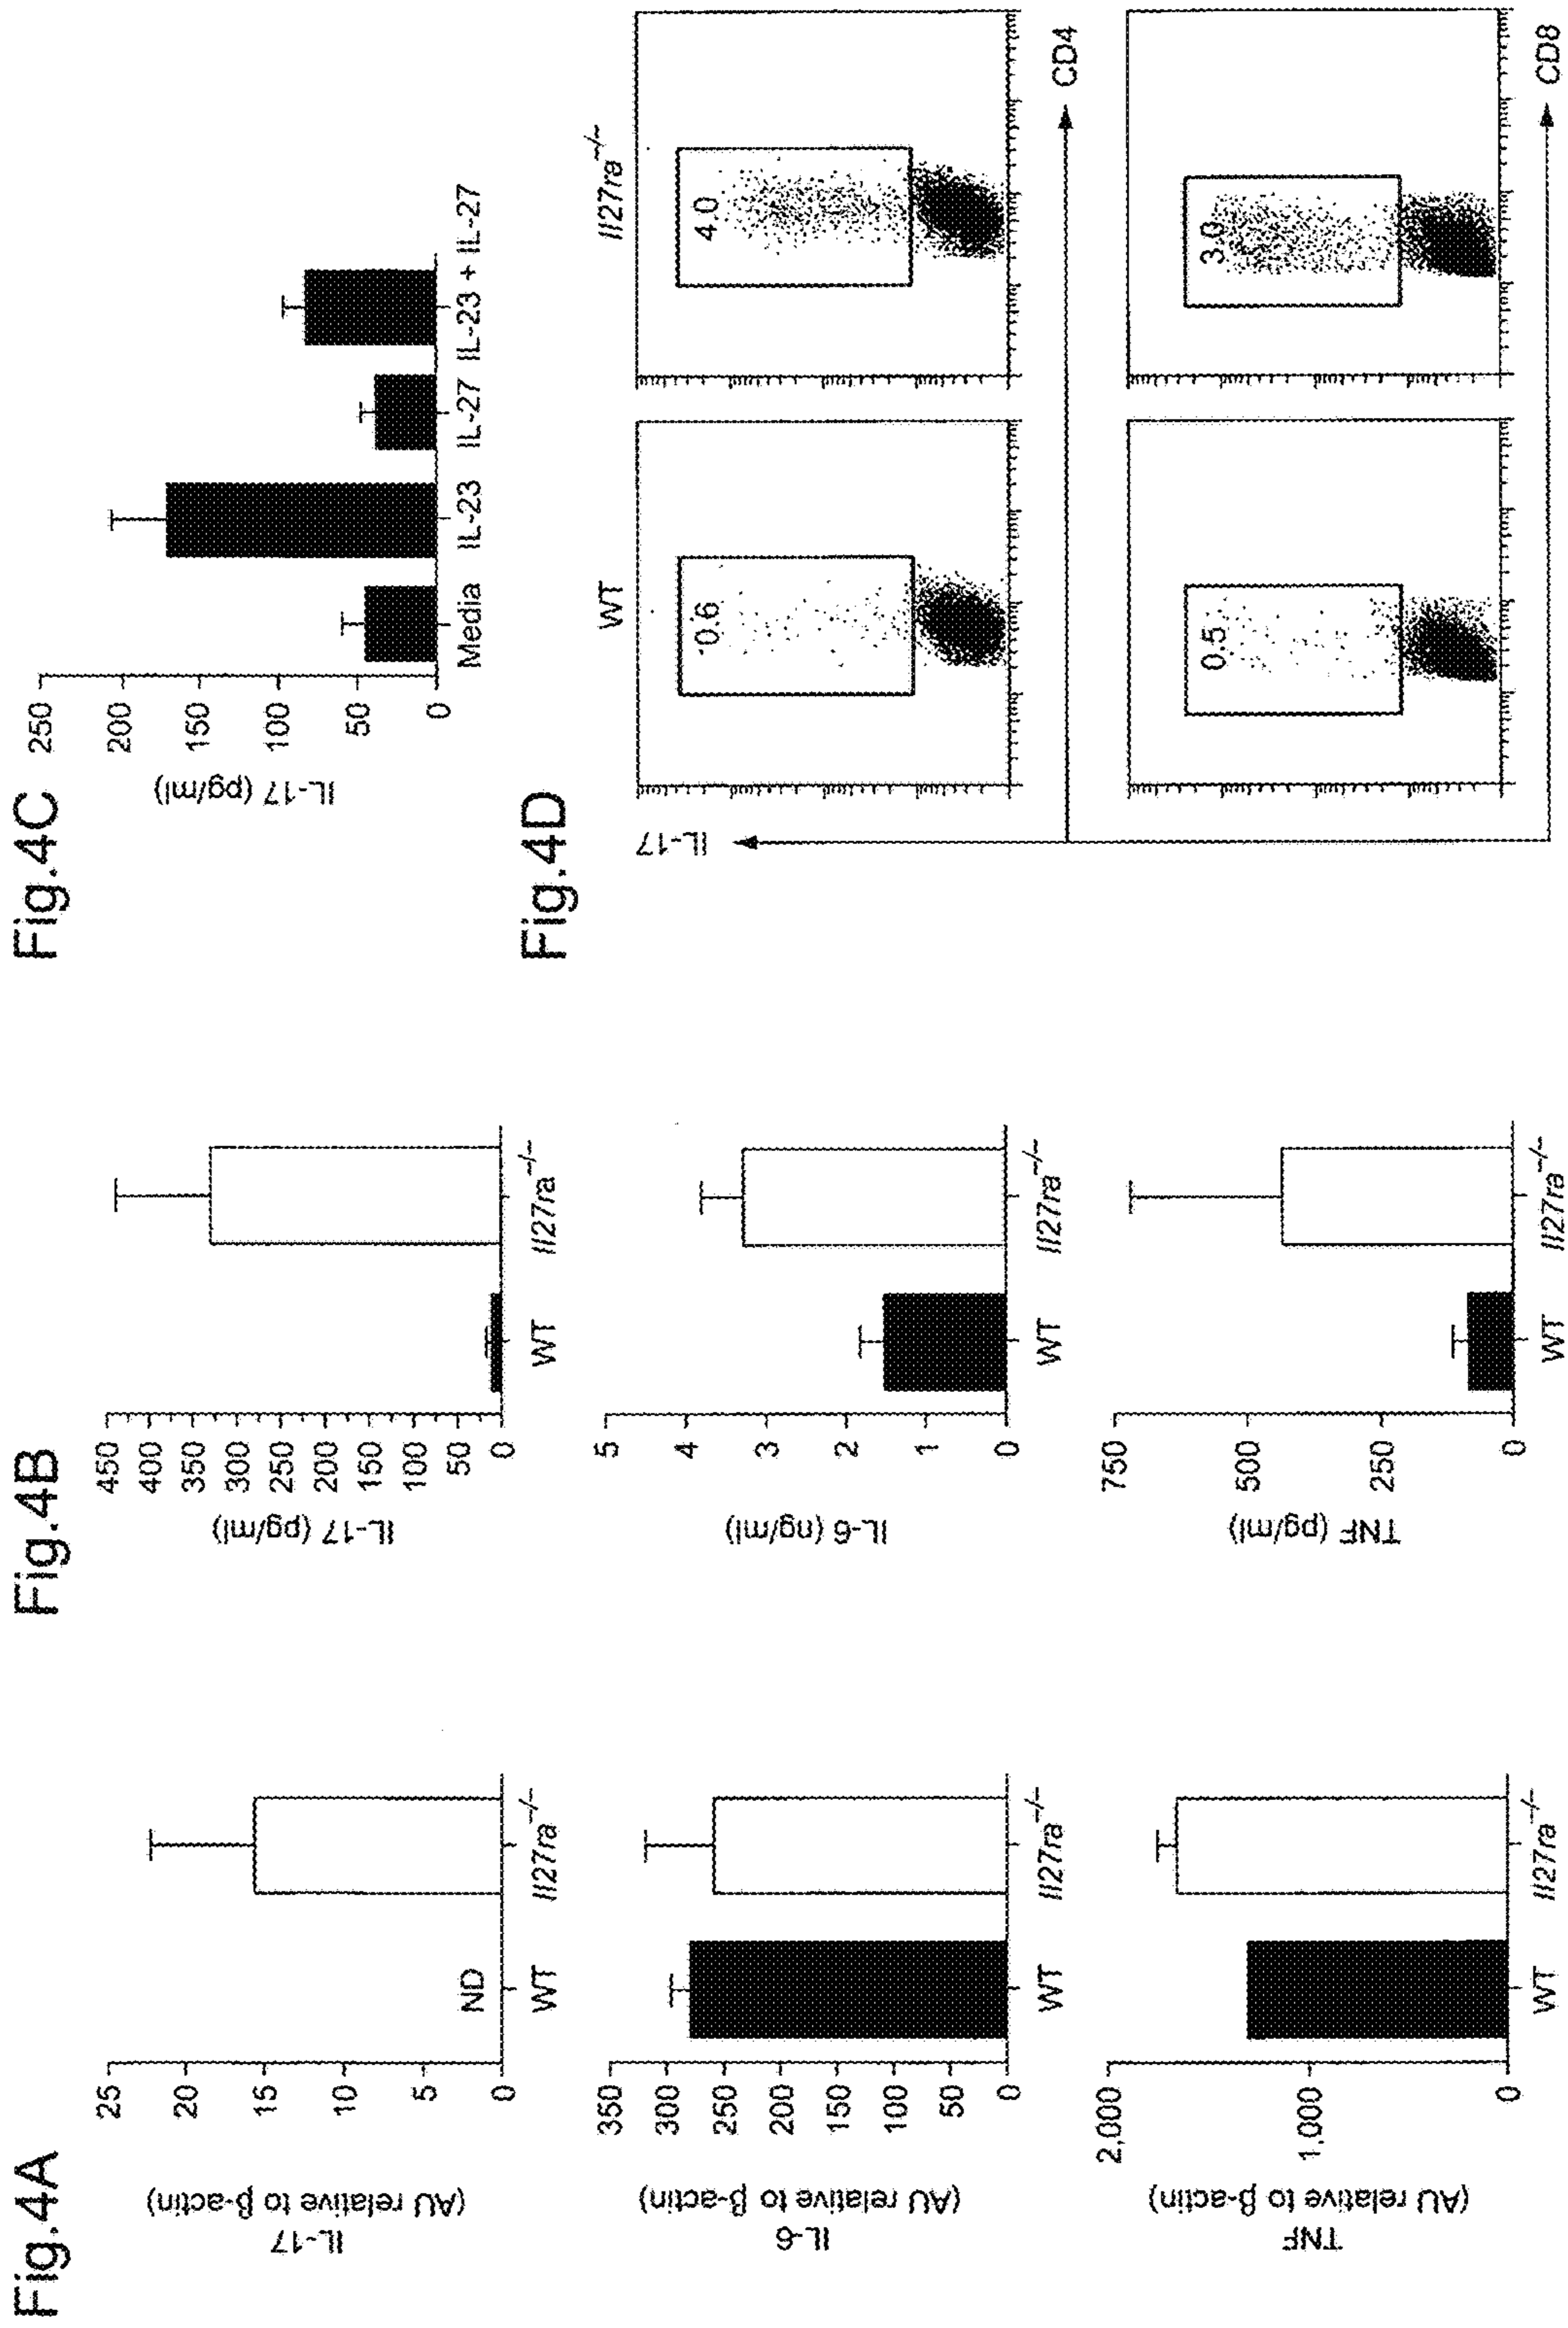 Fig.4A
IL-17
(AU relative to β-actin)
25
20
15
10
5
0
ND
WT
Il27ra−/−
IL-6
(AU relative to β-actin)
350
300
250
200
150
100
50
0
WT
Il27ra−/−
TNF
(AU relative to β-actin)
2,000
1,000
0
WT
Il27ra−/−
Fig.4B
IL-17 (pg/ml)
450
400
350
300
250
200
150
100
50
0
WT
Il27ra−/−
IL-6 (ng/ml)
5
4
3
2
1
0
WT
Il27ra−/−
TNF (pg/ml)
750
500
250
0
WT
Il27ra−/−
Fig.4C
IL-17 (pg/ml)
250
200
150
100
50
0
Media
IL-23
IL-27
IL-23 + IL-27
Fig.4D
WT
Il27ra−/−
IL-17
0.6
4.0
CD4
0.5
3.0
CD8